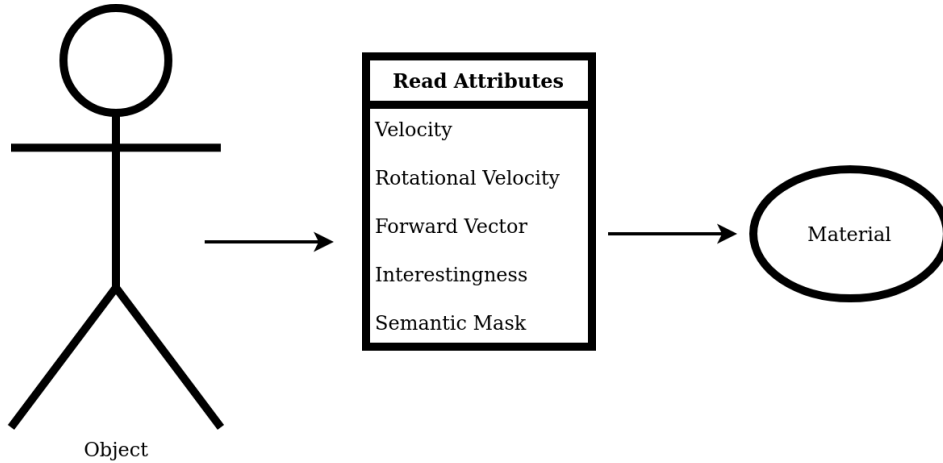 Read Attributes
Velocity
Rotational Velocity
Forward Vector
Interestingness
Semantic Mask
Material
Object